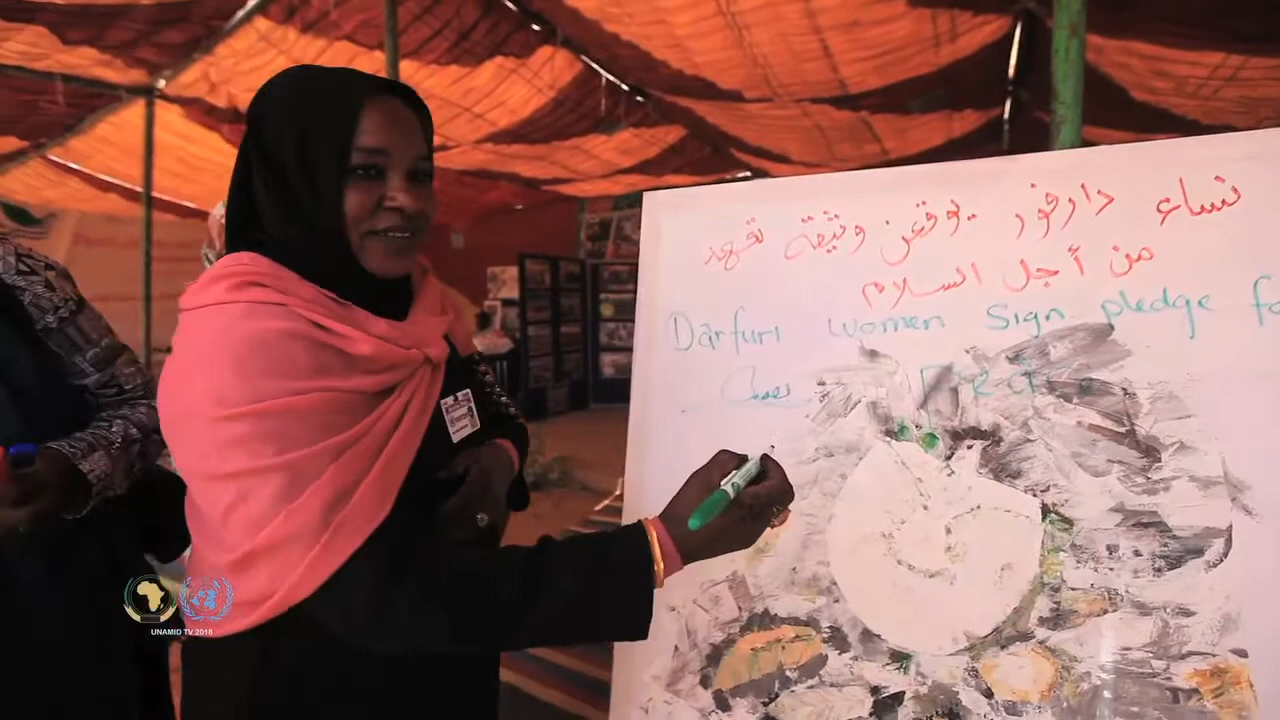 نساء دارفور يوقعن وثيقة تعهد
من أجل السلام
Darfuri women Sign pledge fo
UNAMID TV 2018